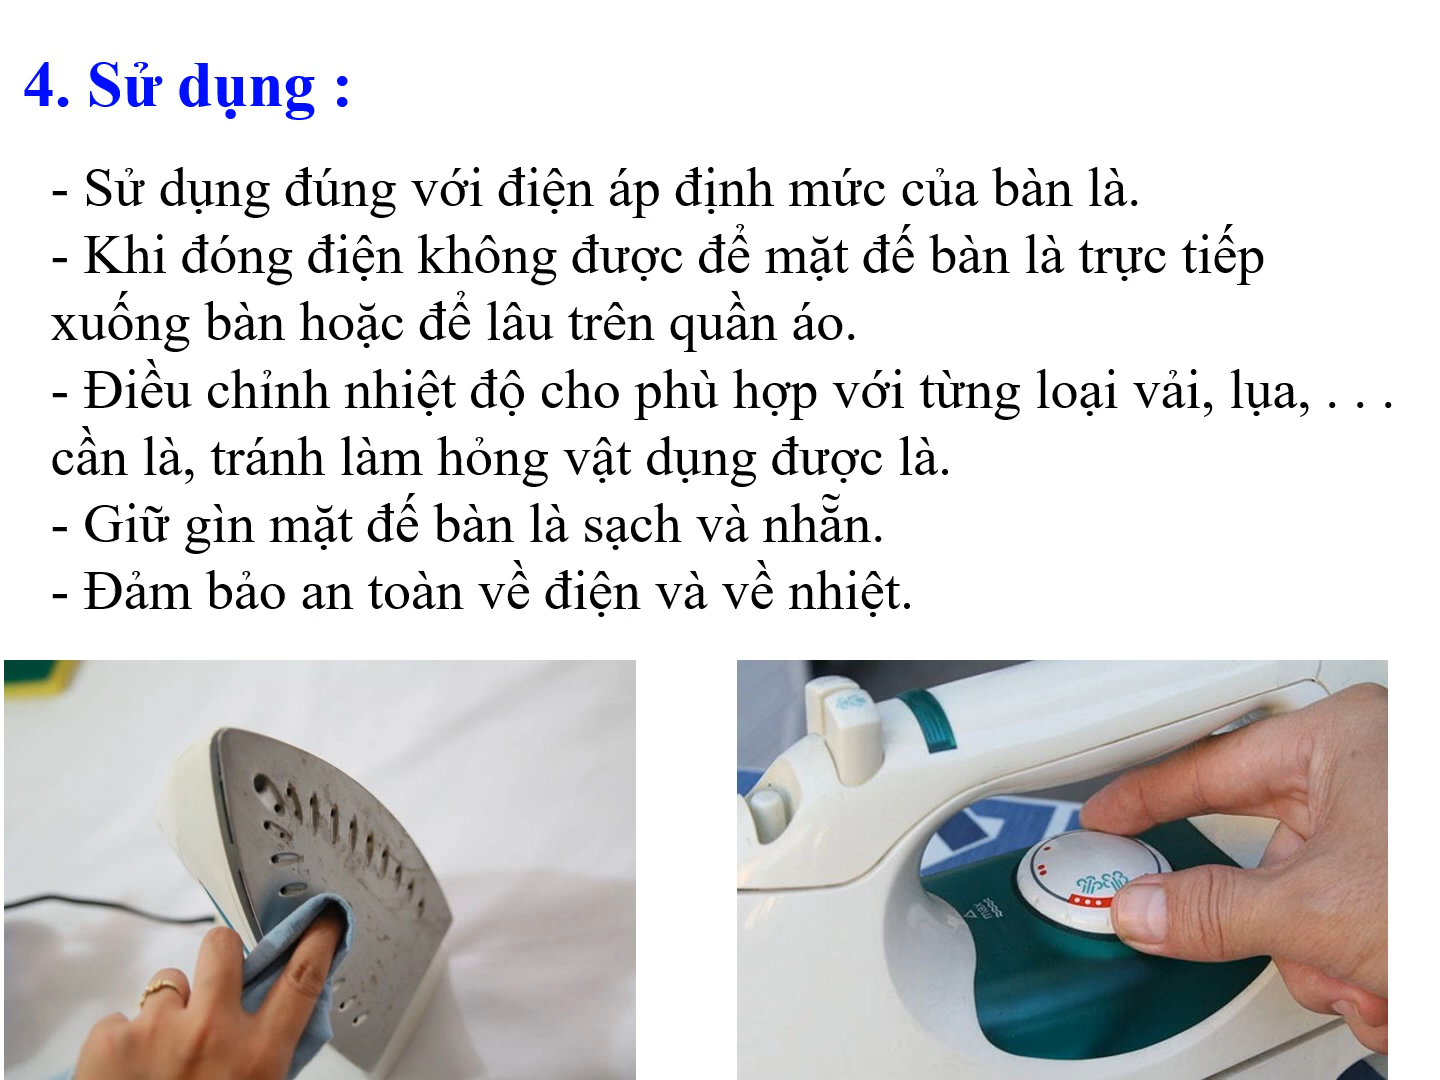 4. Sử dụng :
- Sử dụng đúng với điện áp định mức của bàn là.
- Khi đóng điện không được để mặt đế bàn là trực tiếp
xuống bàn hoặc để lâu trên quần áo.
- Điều chỉnh nhiệt độ cho phù hợp với từng loại vải, lụa, . . .
cần là, tránh làm hỏng vật dụng được là.
- Giữ gìn mặt đế bàn là sạch và nhẵn.
- Đảm bảo an toàn về điện và về nhiệt.
max